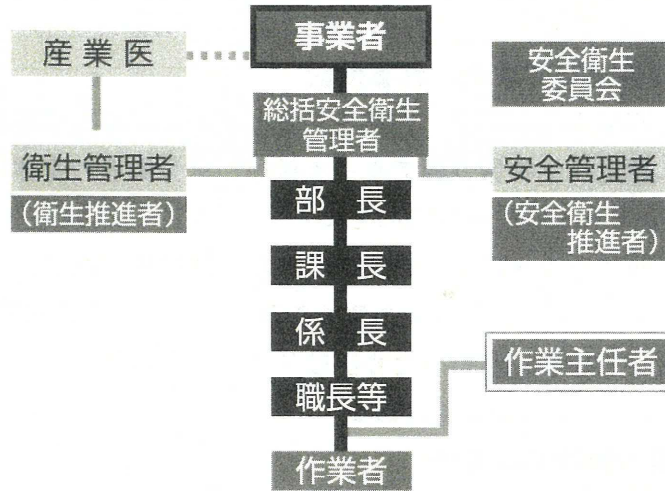 事業者
産業医
安全衛生
委員会
総括安全衛生
管理者
衛生管理者
(衛生推進者)
安全管理者
(安全衛生
推進者)
部 長
課 長
係 長
職長等
作業主任者
作業者